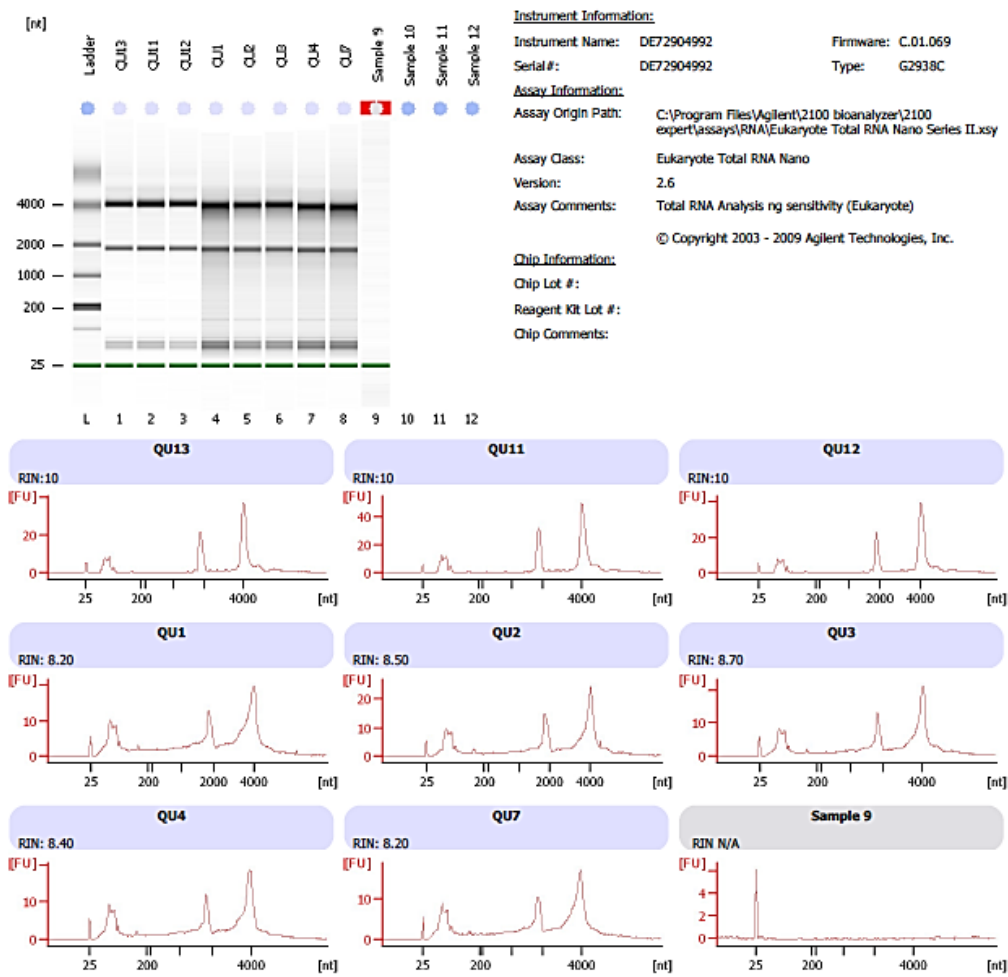 [nt]
Ladder
QU13
QU11
QU12
QU1
QU2
QU3
QU4
QU7
Sample 9
Sample 10
Sample 11
Sample 12
4000
2000
1000
200
25
L 1 2 3 4 5 6 7 8 9 10 11 12
Instrument Information:
Instrument Name: DE72904992 Firmware: C.01.069
Serial#: DE72904992 Type: G2938C
Assay Information:
Assay Origin Path: C:\Program Files\Agilent\2100 bioanalyzer\2100
expert\assays\RNA\Eukaryote Total RNA Nano Series II.xsy
Assay Class: Eukaryote Total RNA Nano
Version: 2.6
Assay Comments: Total RNA Analysis ng sensitivity (Eukaryote)
© Copyright 2003 - 2009 Agilent Technologies, Inc.
Chip Information:
Chip Lot #:
Reagent Kit Lot #:
Chip Comments:
QU13
RIN:10
[FU]
20
0
25 200 4000 [nt]
QU11
RIN:10
[FU]
40
20
0
25 200 4000 [nt]
QU12
RIN:10
[FU]
20
0
25 200 2000 4000 [nt]
QU1
RIN: 8.20
[FU]
10
0
25 200 2000 4000 [nt]
QU2
RIN: 8.50
[FU]
20
10
0
25 200 2000 4000 [nt]
QU3
RIN: 8.70
[FU]
10
0
25 200 4000 [nt]
QU4
RIN: 8.40
[FU]
10
0
25 200 4000 [nt]
QU7
RIN: 8.20
[FU]
10
0
25 200 4000 [nt]
Sample 9
RIN N/A
[FU]
4
2
0
25 200 4000 [nt]